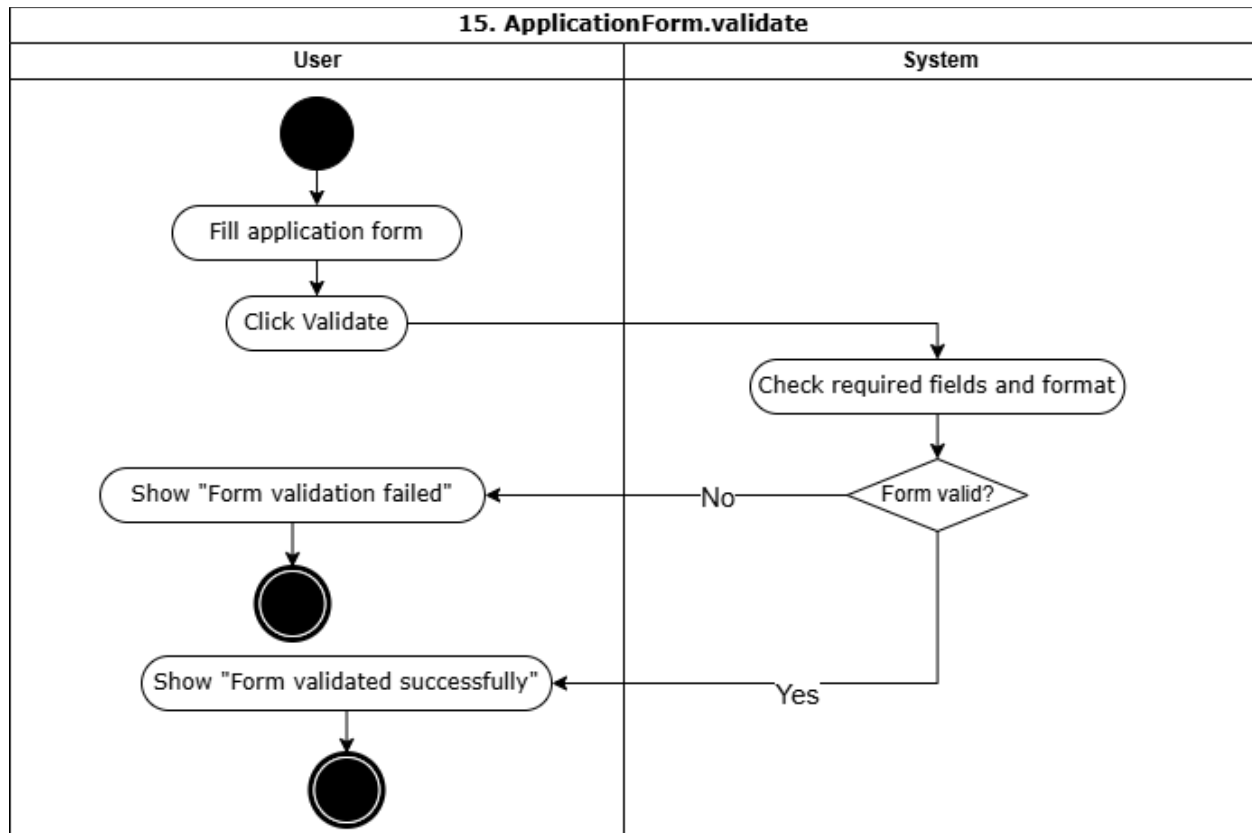 15. ApplicationForm.validate
User
System
Fill application form
Click Validate
Check required fields and format
Show "Form validation failed"
No
Form valid?
Show "Form validated successfully"
Yes